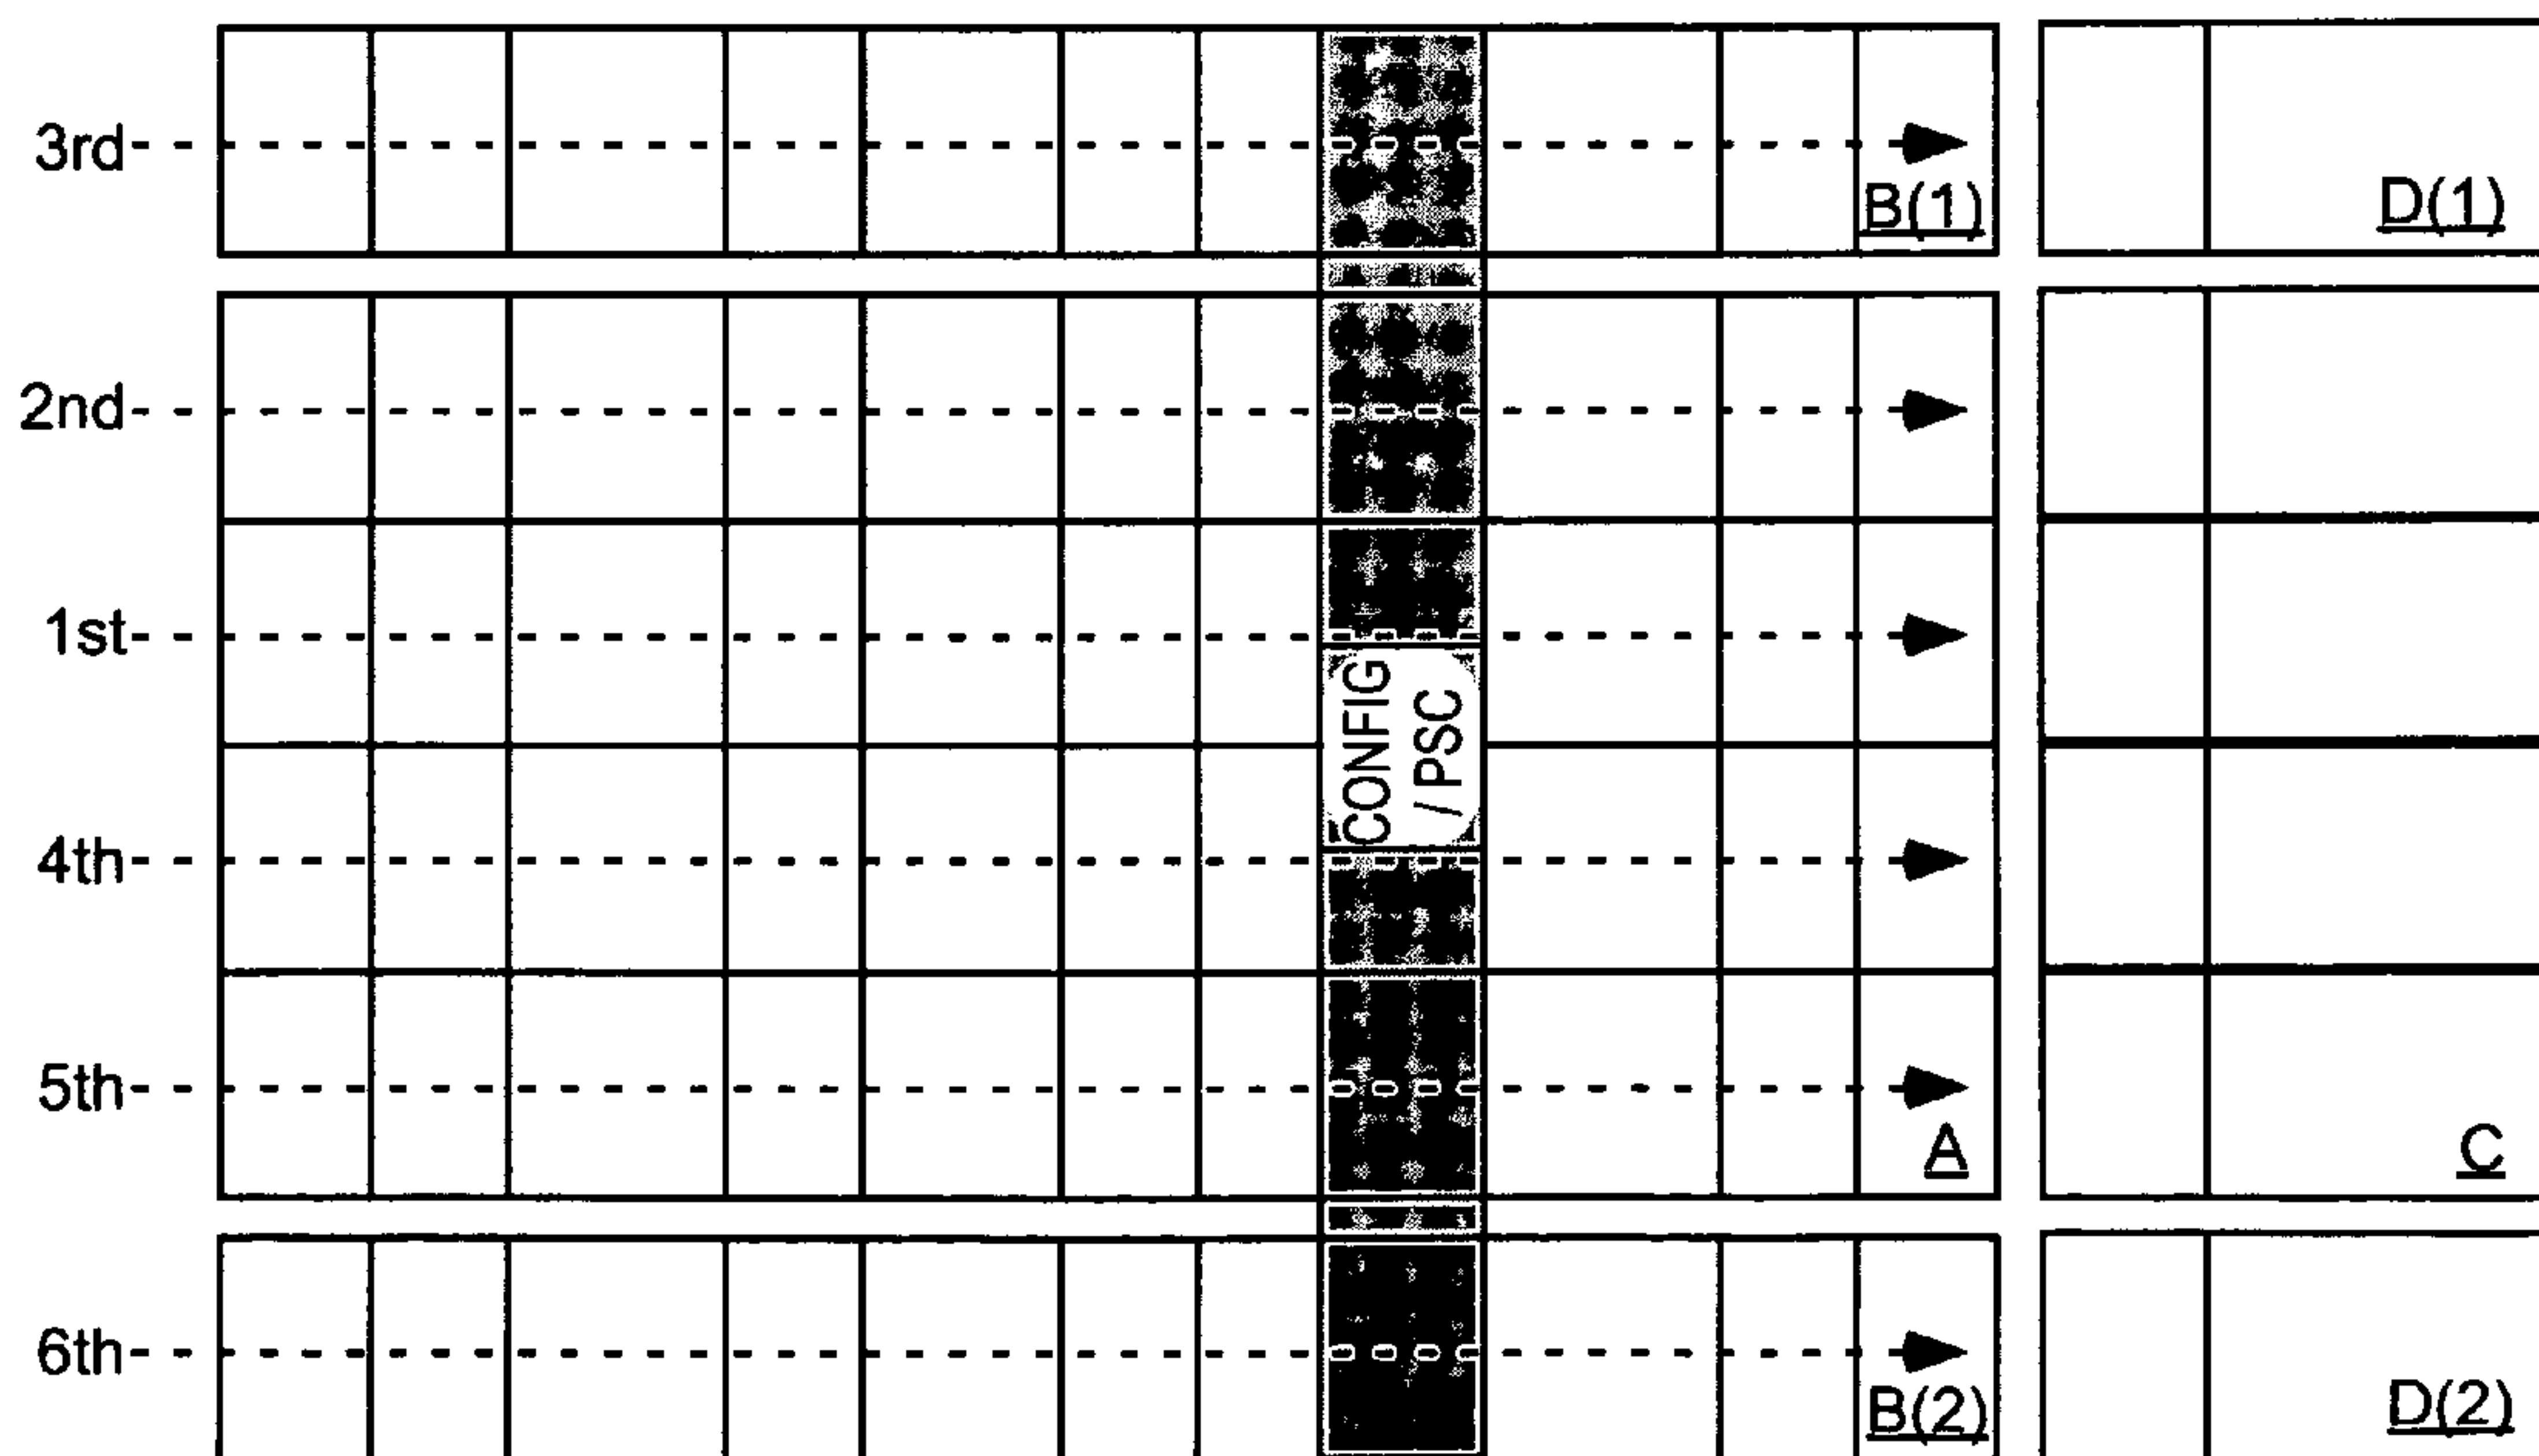 3rd
B(1)
D(1)
2nd
1st
CONFIG
/ PSC
4th
5th
A
C
6th
B(2)
D(2)